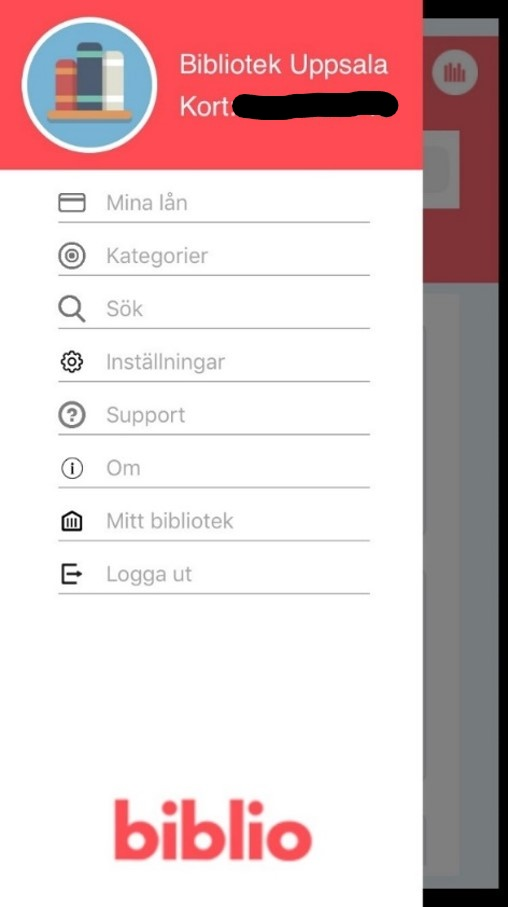 Bibliotek Uppsala
Kort:
Mina lån
Kategorier
Sök
Inställningar
Support
Om
Mitt bibliotek
Logga ut
biblio